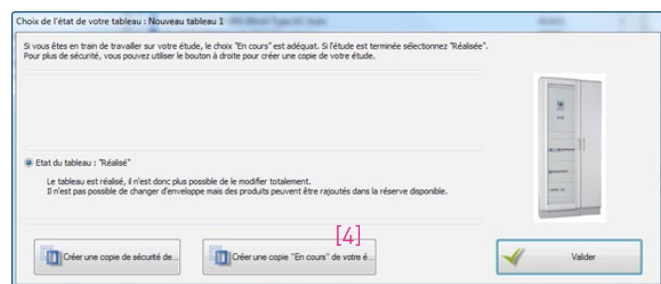 Choix de l'état de votre tableau : Nouveau tableau 1
Si vous êtes en train de travailler sur votre étude, le choix "En cours" est adéquat. Si l'étude est terminée sélectionnez "Réalisée".
Pour plus de sécurité, vous pouvez utiliser le bouton à droite pour créer une copie de votre étude.
Etat du tableau : "Réalisé"
Le tableau est réalisé, il n'est donc plus possible de le modifier totalement.
Il n'est pas possible de changer d'enveloppe mais des produits peuvent être rajoutés dans la réserve disponible.
[4]
Créer une copie de sécurité de...
Créer une copie "En cours" de votre é...
Valider